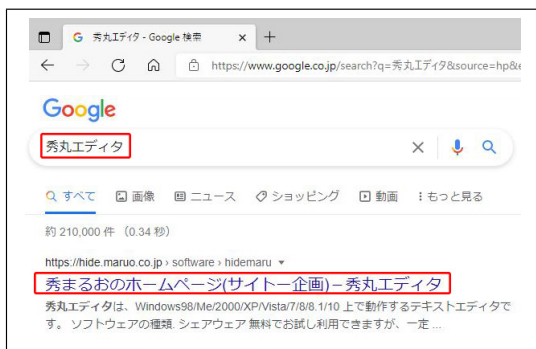 秀丸エディタ - Google 検索
https://www.google.co.jp/search?q=秀丸エディタ&source=hp&e
Google
秀丸エディタ
すべて 画像 ニュース ショッピング 動画 もっと見る
約 210,000 件 （0.34 秒）
https://hide.maruo.co.jp › software › hidemaru
秀まるおのホームページ(サイトー企画)－秀丸エディタ
秀丸エディタは、Windows98/Me/2000/XP/Vista/7/8/8.1/10 上で動作するテキストエディタで
す。 ソフトウェアの種類. シェアウェア 無料でお試し利用できますが、一定 ...